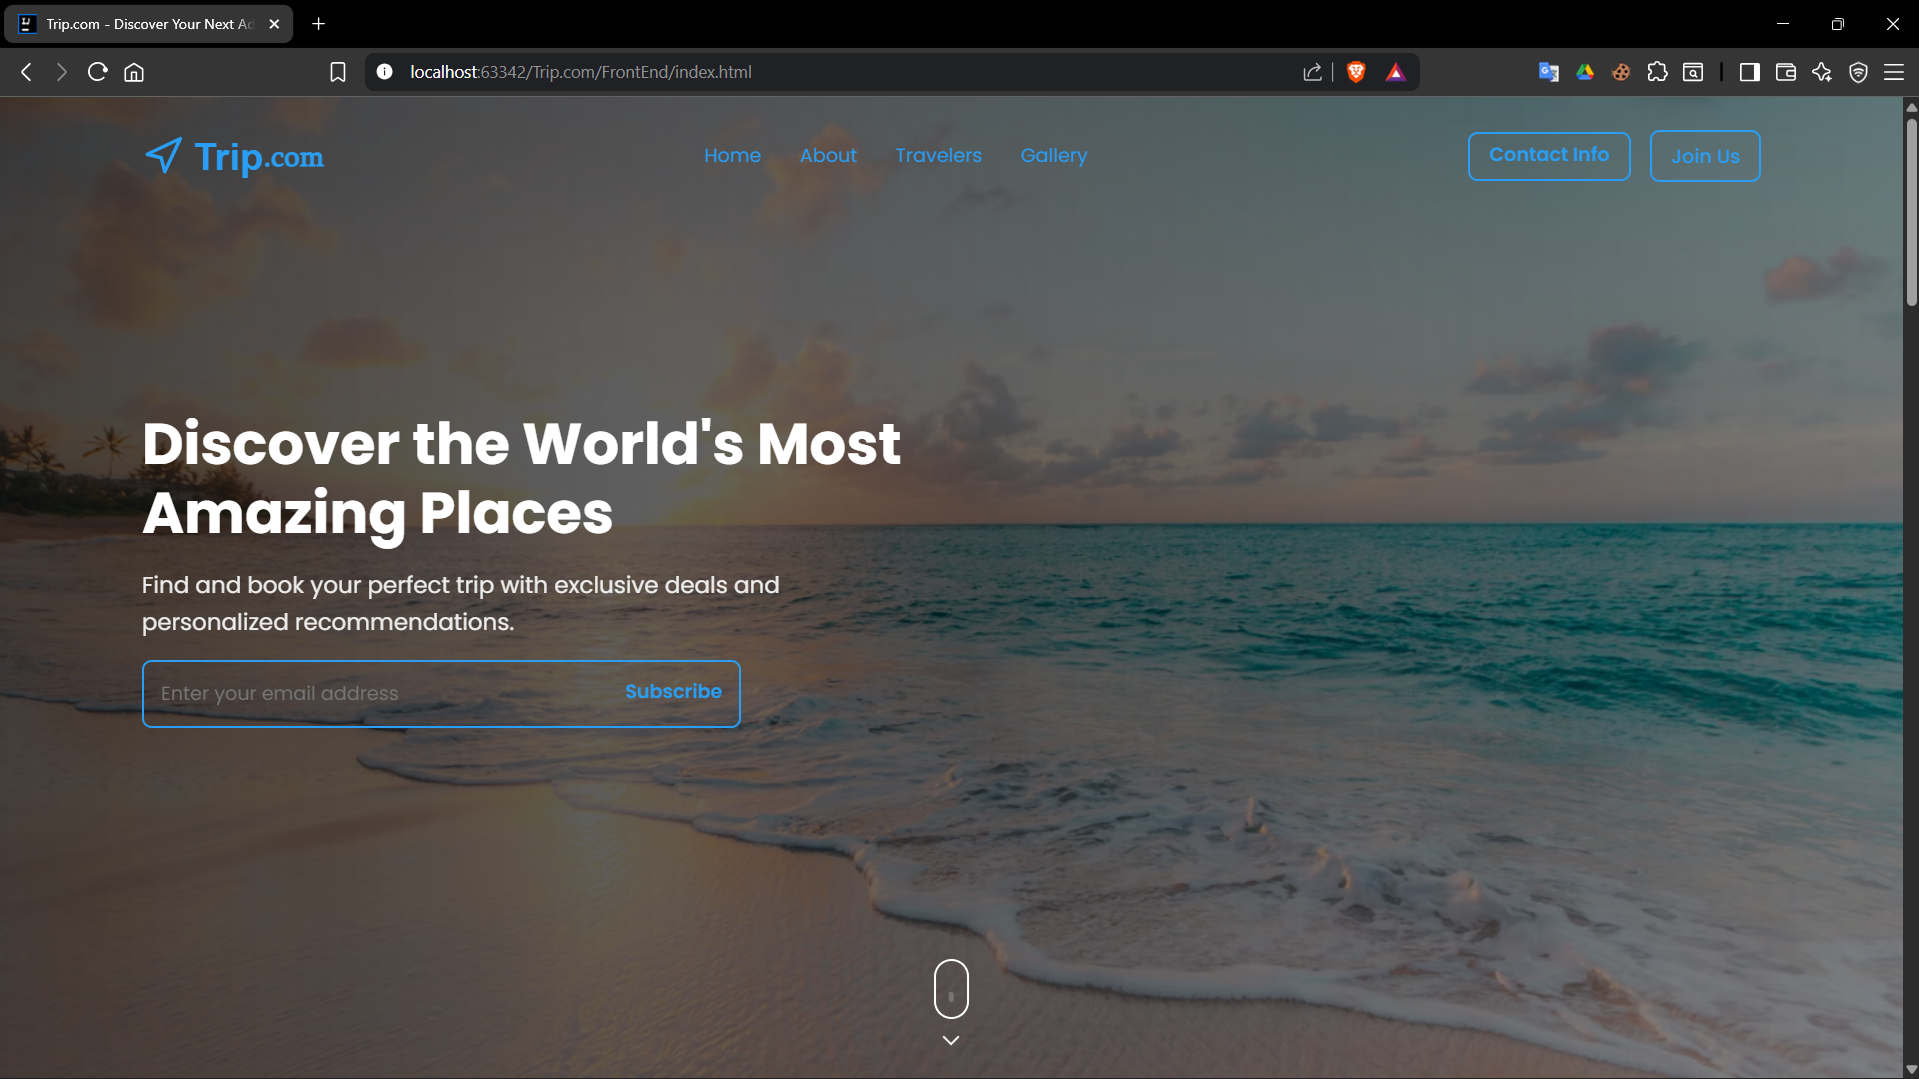 Trip.com - Discover Your Next Ad
localhost:63342/Trip.com/FrontEnd/index.html
Trip.com
Home
About
Travelers
Gallery
Contact Info
Join Us
Discover the World's Most
Amazing Places
Find and book your perfect trip with exclusive deals and
personalized recommendations.
Enter your email address
Subscribe